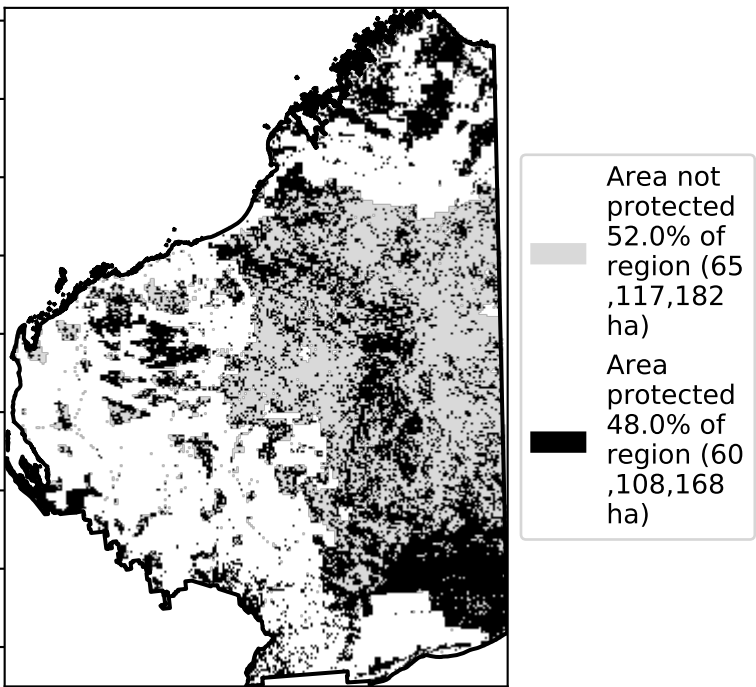 Area not
protected
52.0% of
region (65
,117,182
ha)
Area
protected
48.0% of
region (60
,108,168
ha)